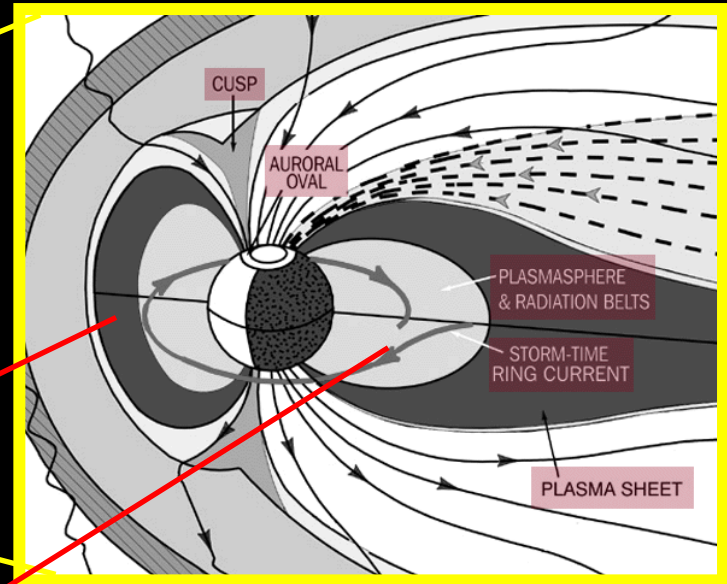 CUSP
AURORAL
OVAL
PLASMASPHERE
& RADIATION BELTS
STORM-TIME
RING CURRENT
PLASMA SHEET